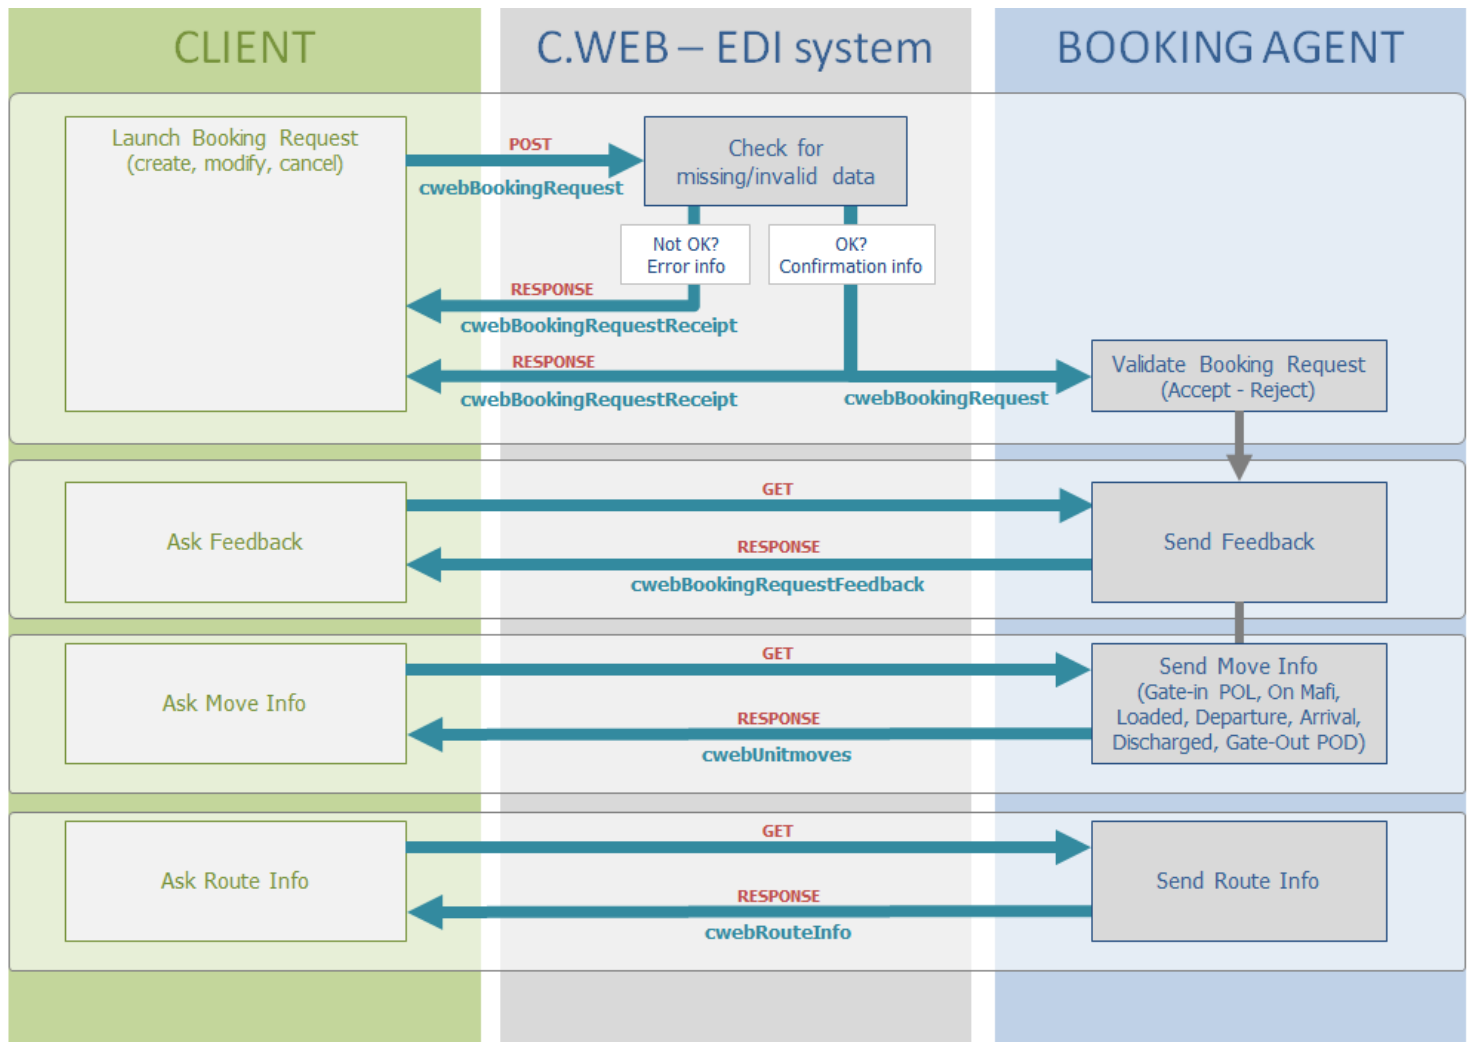 CLIENT
C.WEB – EDI system
BOOKING AGENT
Launch Booking Request
(create, modify, cancel)
POST
cwebBookingRequest
Check for
missing/invalid data
Not OK?
Error info
OK?
Confirmation info
RESPONSE
cwebBookingRequestReceipt
RESPONSE
cwebBookingRequestReceipt
cwebBookingRequest
Validate Booking Request
(Accept - Reject)
Ask Feedback
GET
RESPONSE
cwebBookingRequestFeedback
Send Feedback
Ask Move Info
GET
RESPONSE
cwebUnitmoves
Send Move Info
(Gate-in POL, On Mafi,
Loaded, Departure, Arrival,
Discharged, Gate-Out POD)
Ask Route Info
GET
RESPONSE
cwebRouteInfo
Send Route Info